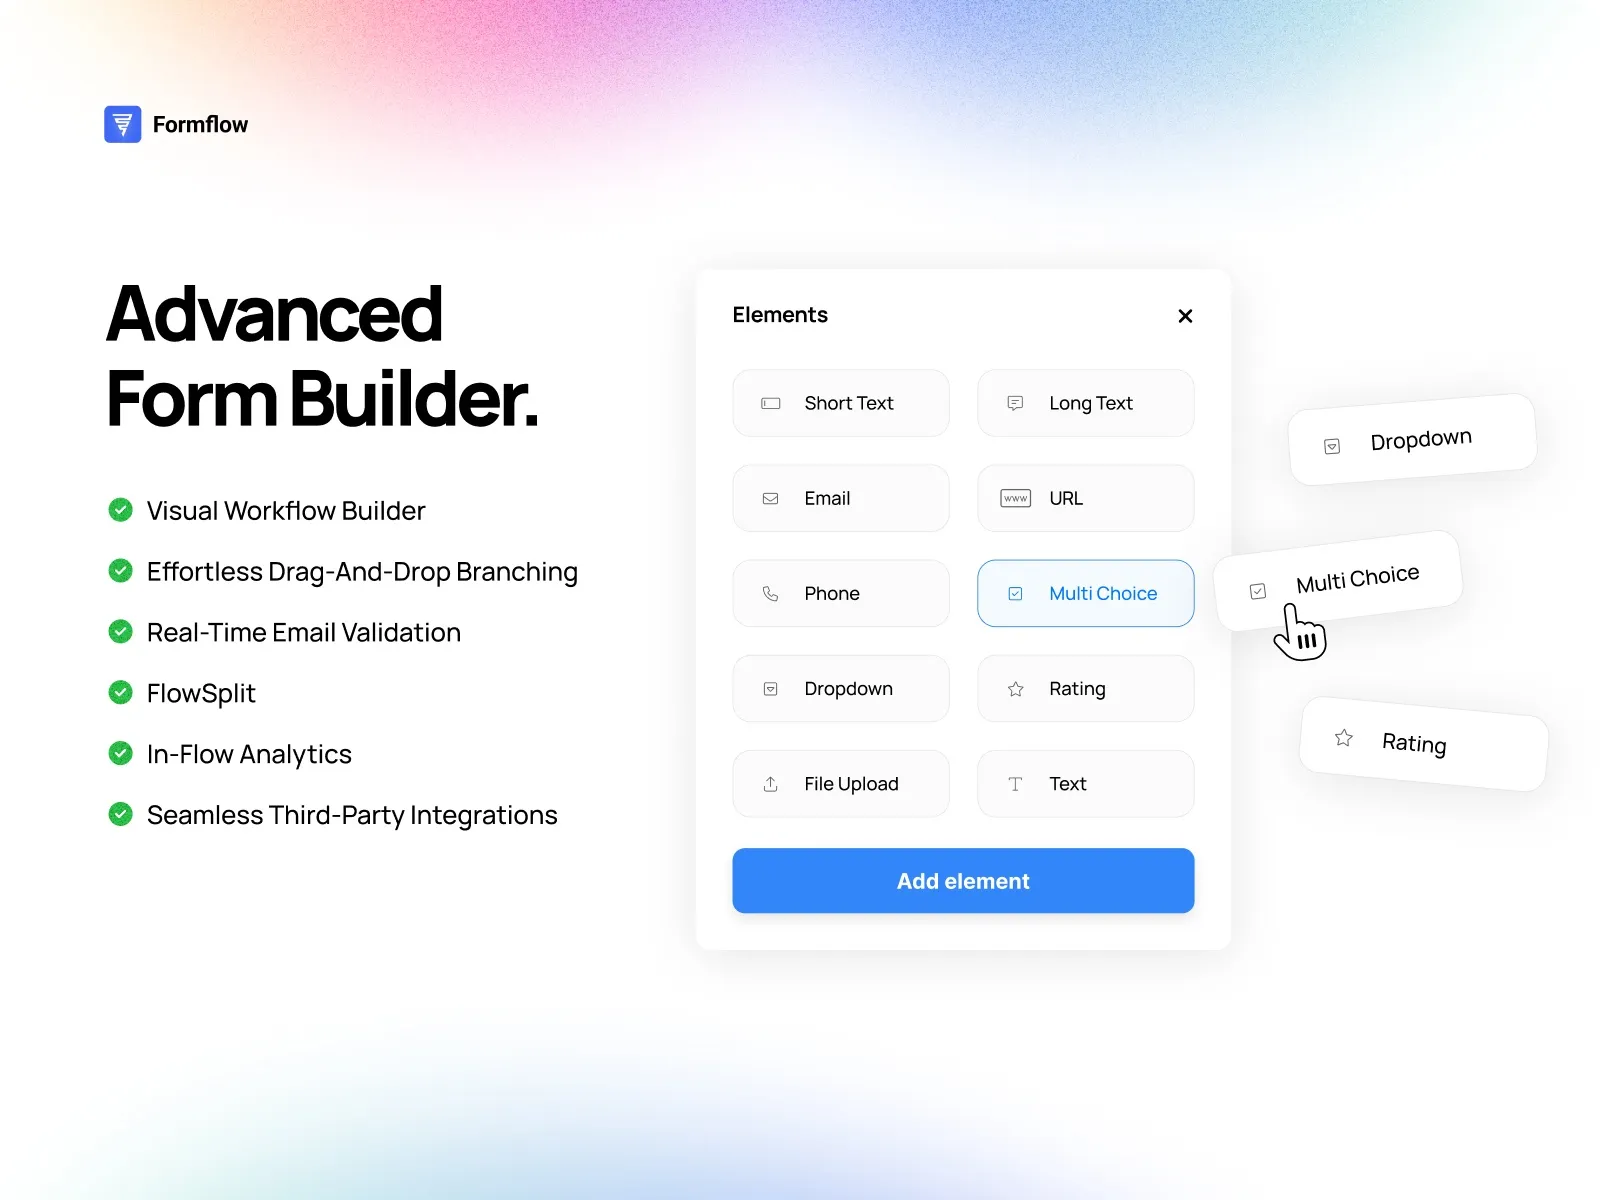 Formflow
Advanced
Form Builder.
Visual Workflow Builder
Effortless Drag-And-Drop Branching
Real-Time Email Validation
FlowSplit
In-Flow Analytics
Seamless Third-Party Integrations
Elements
Short Text
Long Text
Email
www
URL
Phone
Multi Choice
Dropdown
Rating
File Upload
Text
Add element
Dropdown
Multi Choice
Rating